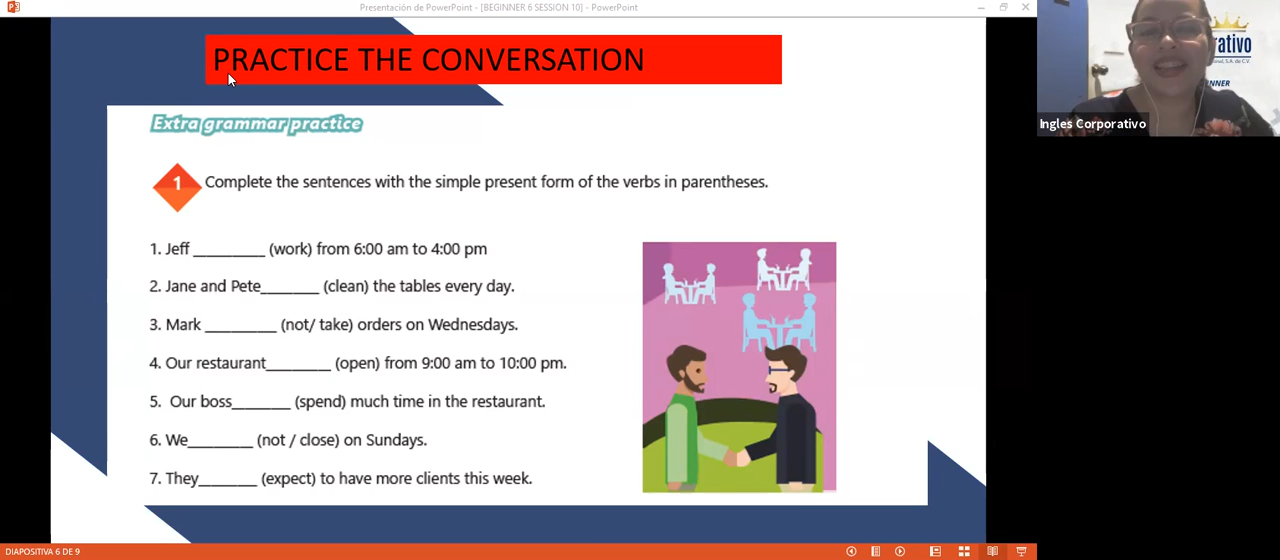 Presentación de PowerPoint - [BEGINNER 6 SESSION 10] - PowerPoint
PRACTICE THE CONVERSATION
Extra grammar practice
1 Complete the sentences with the simple present form of the verbs in parentheses.
1. Jeff _________ (work) from 6:00 am to 4:00 pm
2. Jane and Pete_______ (clean) the tables every day.
3. Mark _________ (not/ take) orders on Wednesdays.
4. Our restaurant________ (open) from 9:00 am to 10:00 pm.
5. Our boss_______ (spend) much time in the restaurant.
6. We________ (not / close) on Sundays.
7. They_______ (expect) to have more clients this week.
Ingles Corporativo
DIAPOSITIVA 6 DE 9